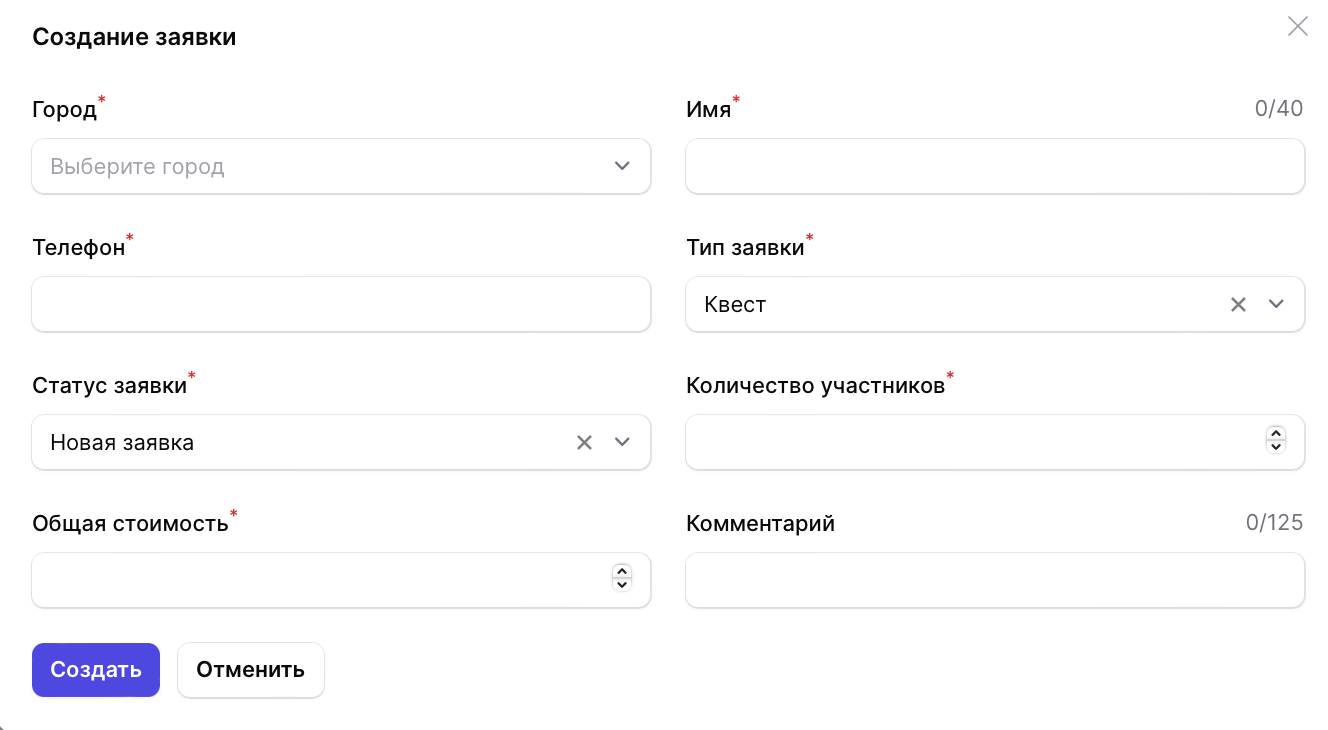 Создание заявки
Город*
Имя* 0/40
Выберите город
Телефон*
Тип заявки*
Квест
Статус заявки*
Количество участников*
Новая заявка
Общая стоимость*
Комментарий 0/125
Создать Отменить